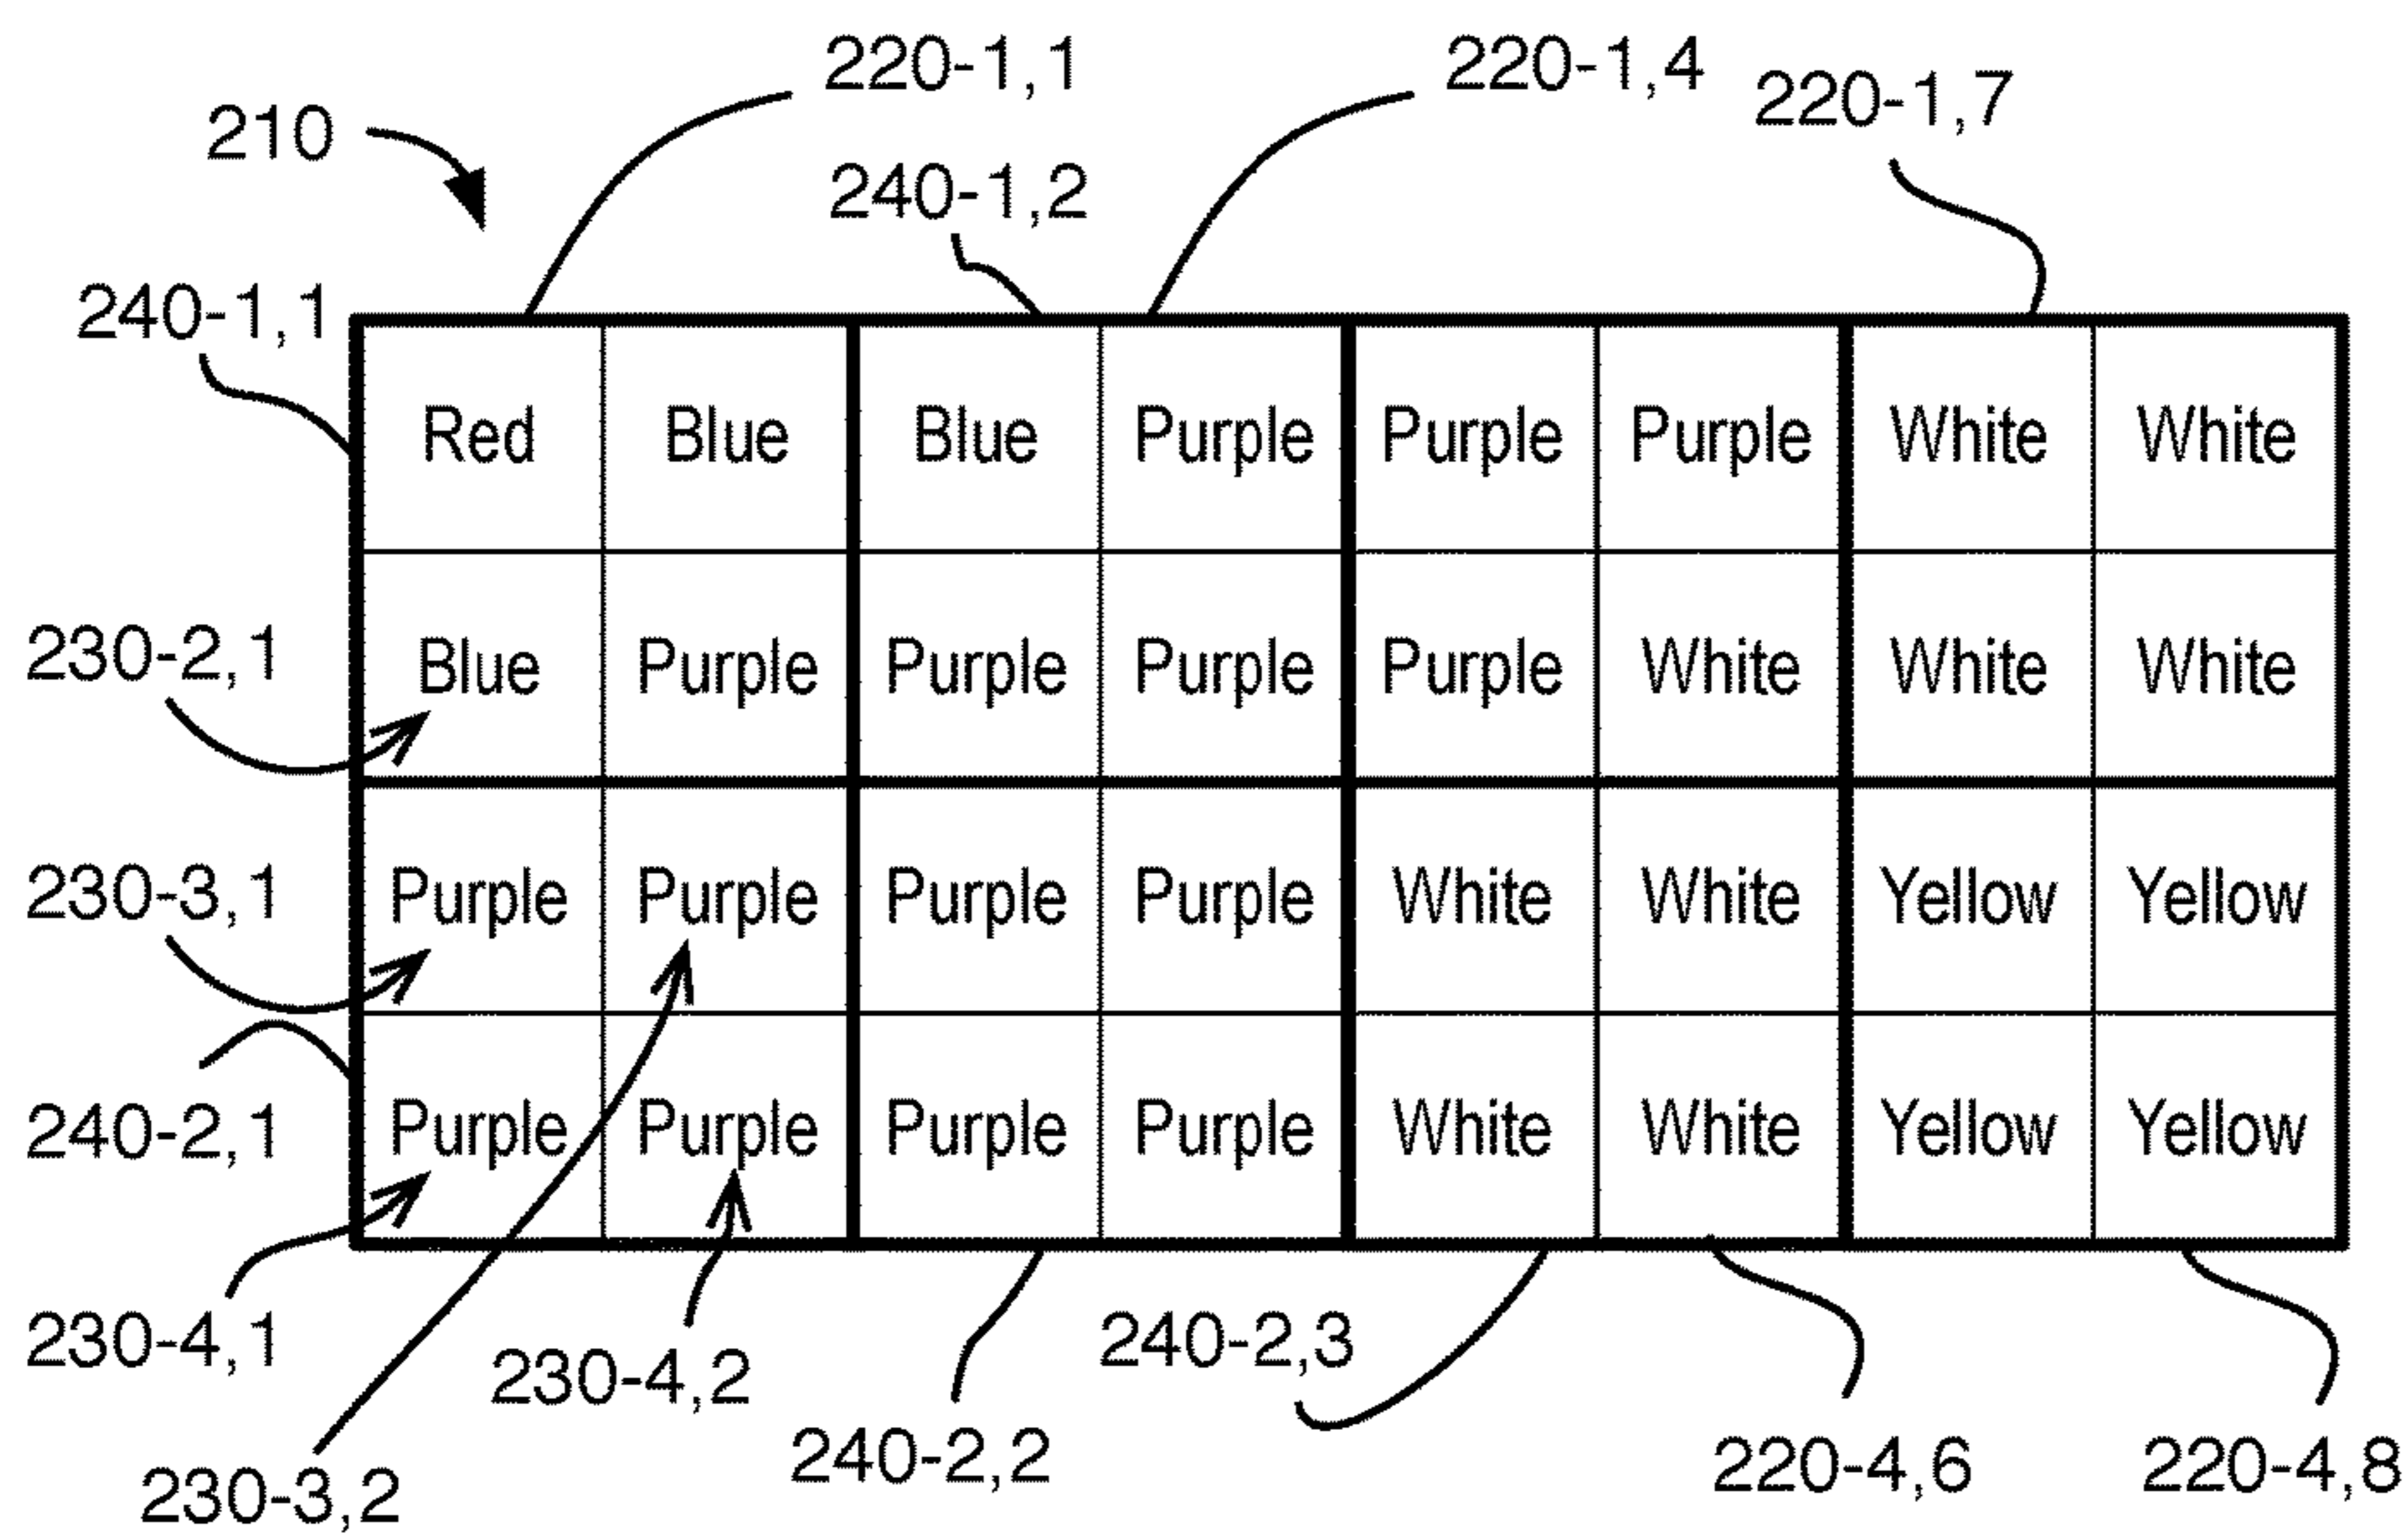 220-1,1 220-1,4
210 220-1,7
240-1,2
240-1,1
Red Blue Blue Purple Purple Purple White White
230-2,1 Blue Purple Purple Purple Purple White White White
230-3,1 Purple Purple Purple Purple White White Yellow Yellow
240-2,1 Purple Purple Purple Purple White White Yellow Yellow
230-4,1 230-4,2 240-2,3
230-3,2 240-2,2 220-4,6 220-4,8